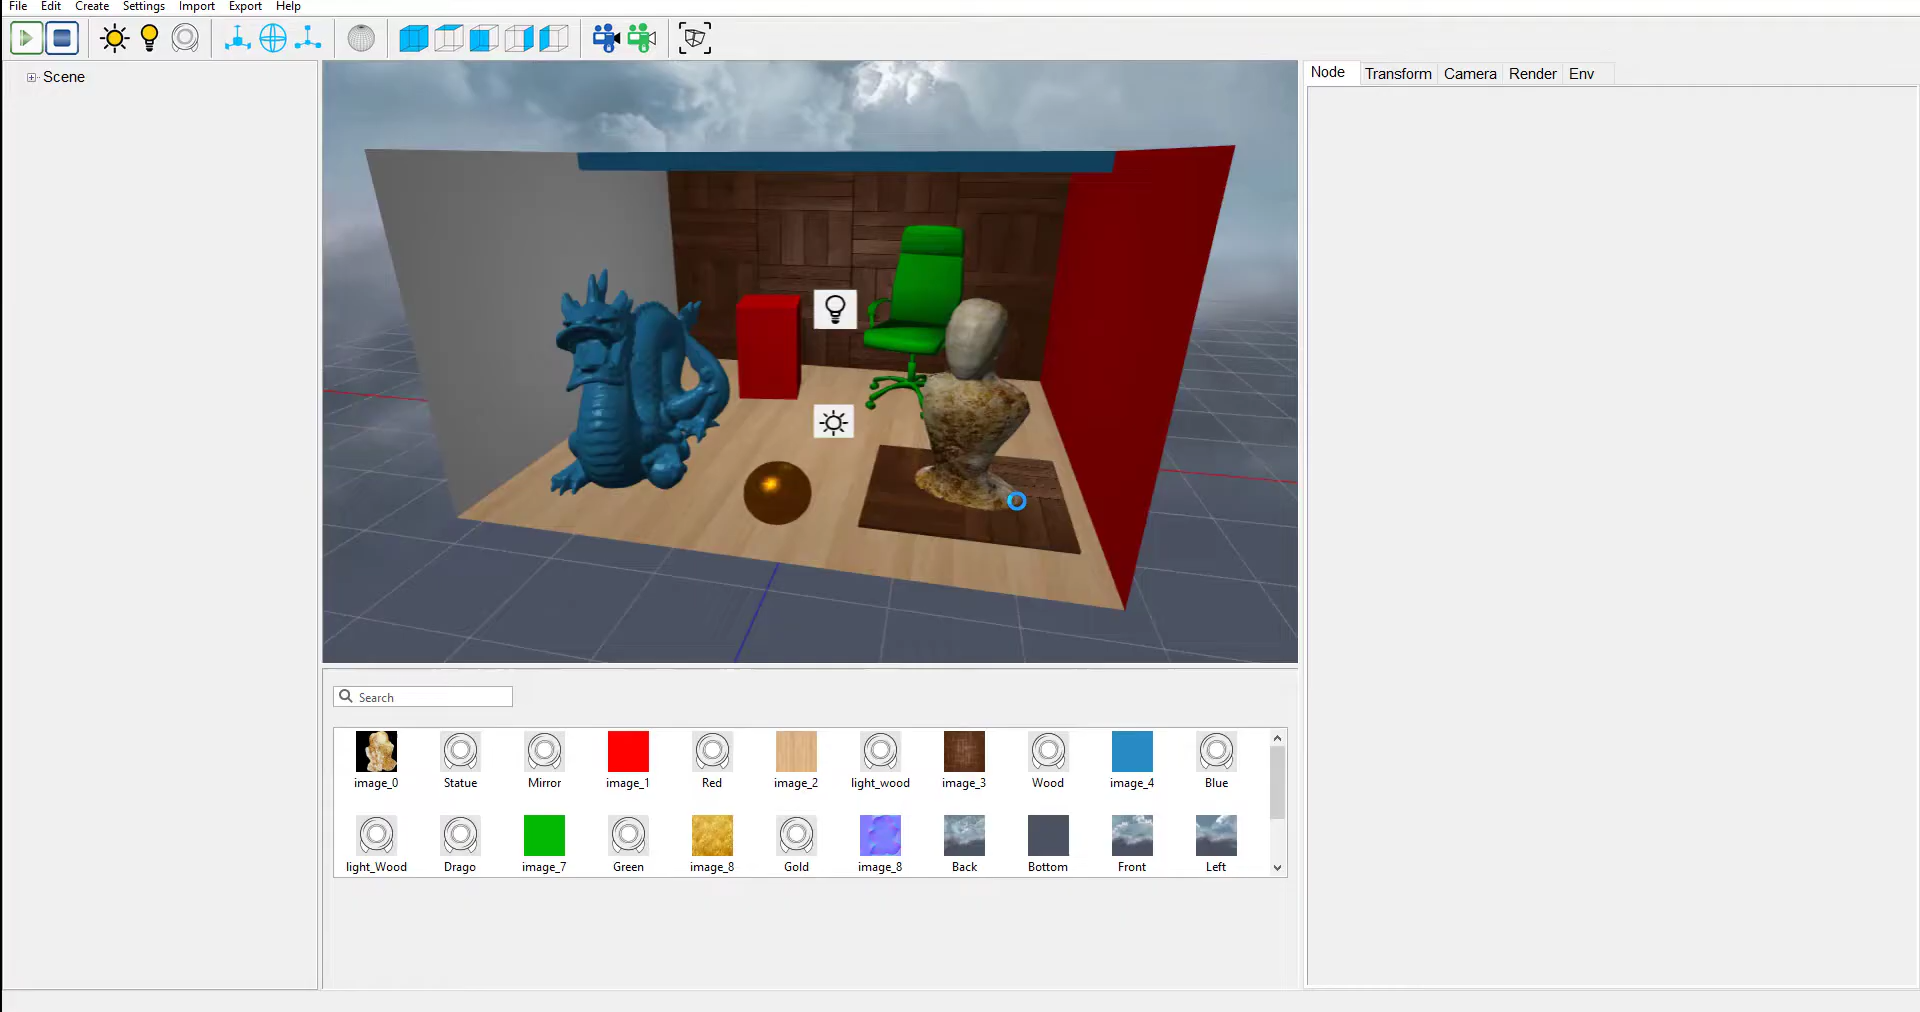 File Edit Create Settings Import Export Help
Scene
Node Transform Camera Render Env
Search
image_0 Statue Mirror image_1 Red image_2 light_wood image_3 Wood image_4 Blue
light_Wood Drago image_7 Green image_8 Gold image_8 Back Bottom Front Left